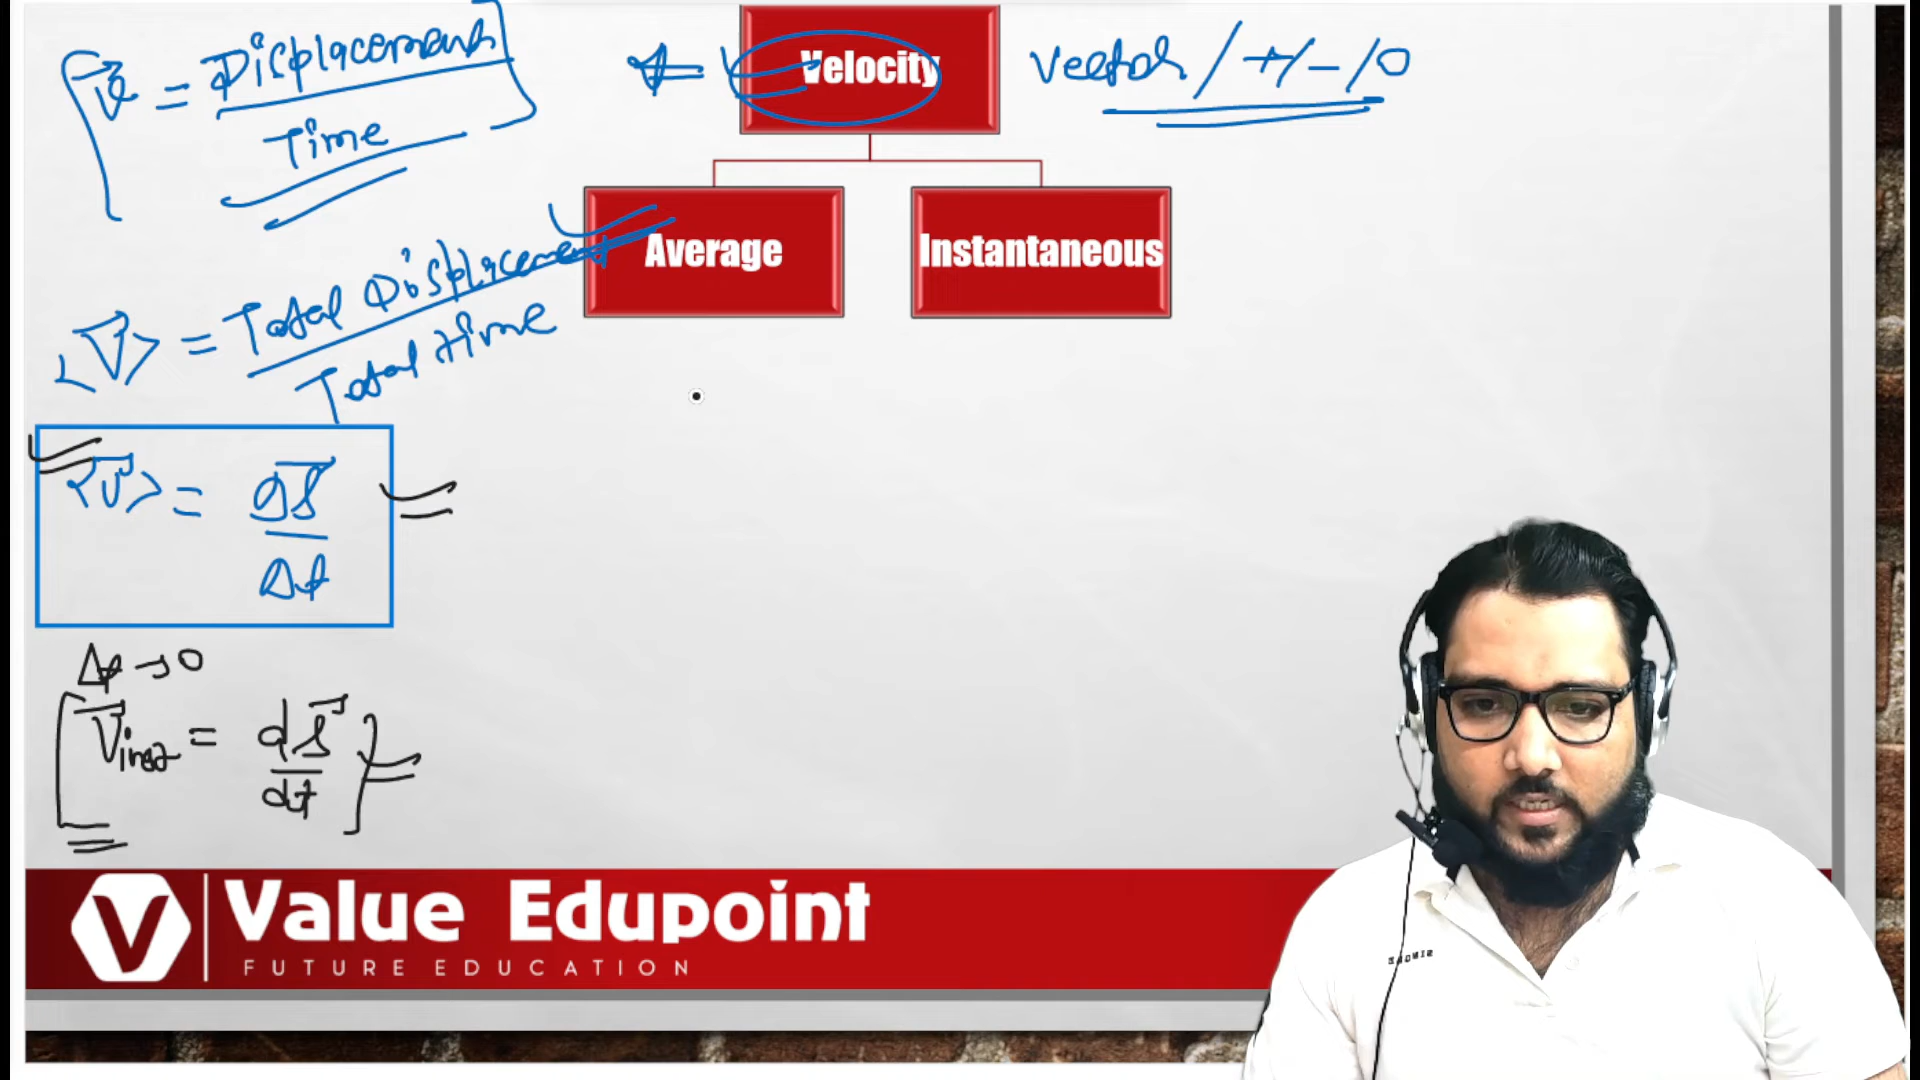 v⃗ = Displacement / Time
Velocity
Vector / +/-/0
Average
Instantaneous
<V⃗> = Total Displacement / Total time
<v⃗> = Δs⃗ / Δt
Δt → 0
V⃗inst = ds⃗ / dt
Value Edupoint
FUTURE EDUCATION